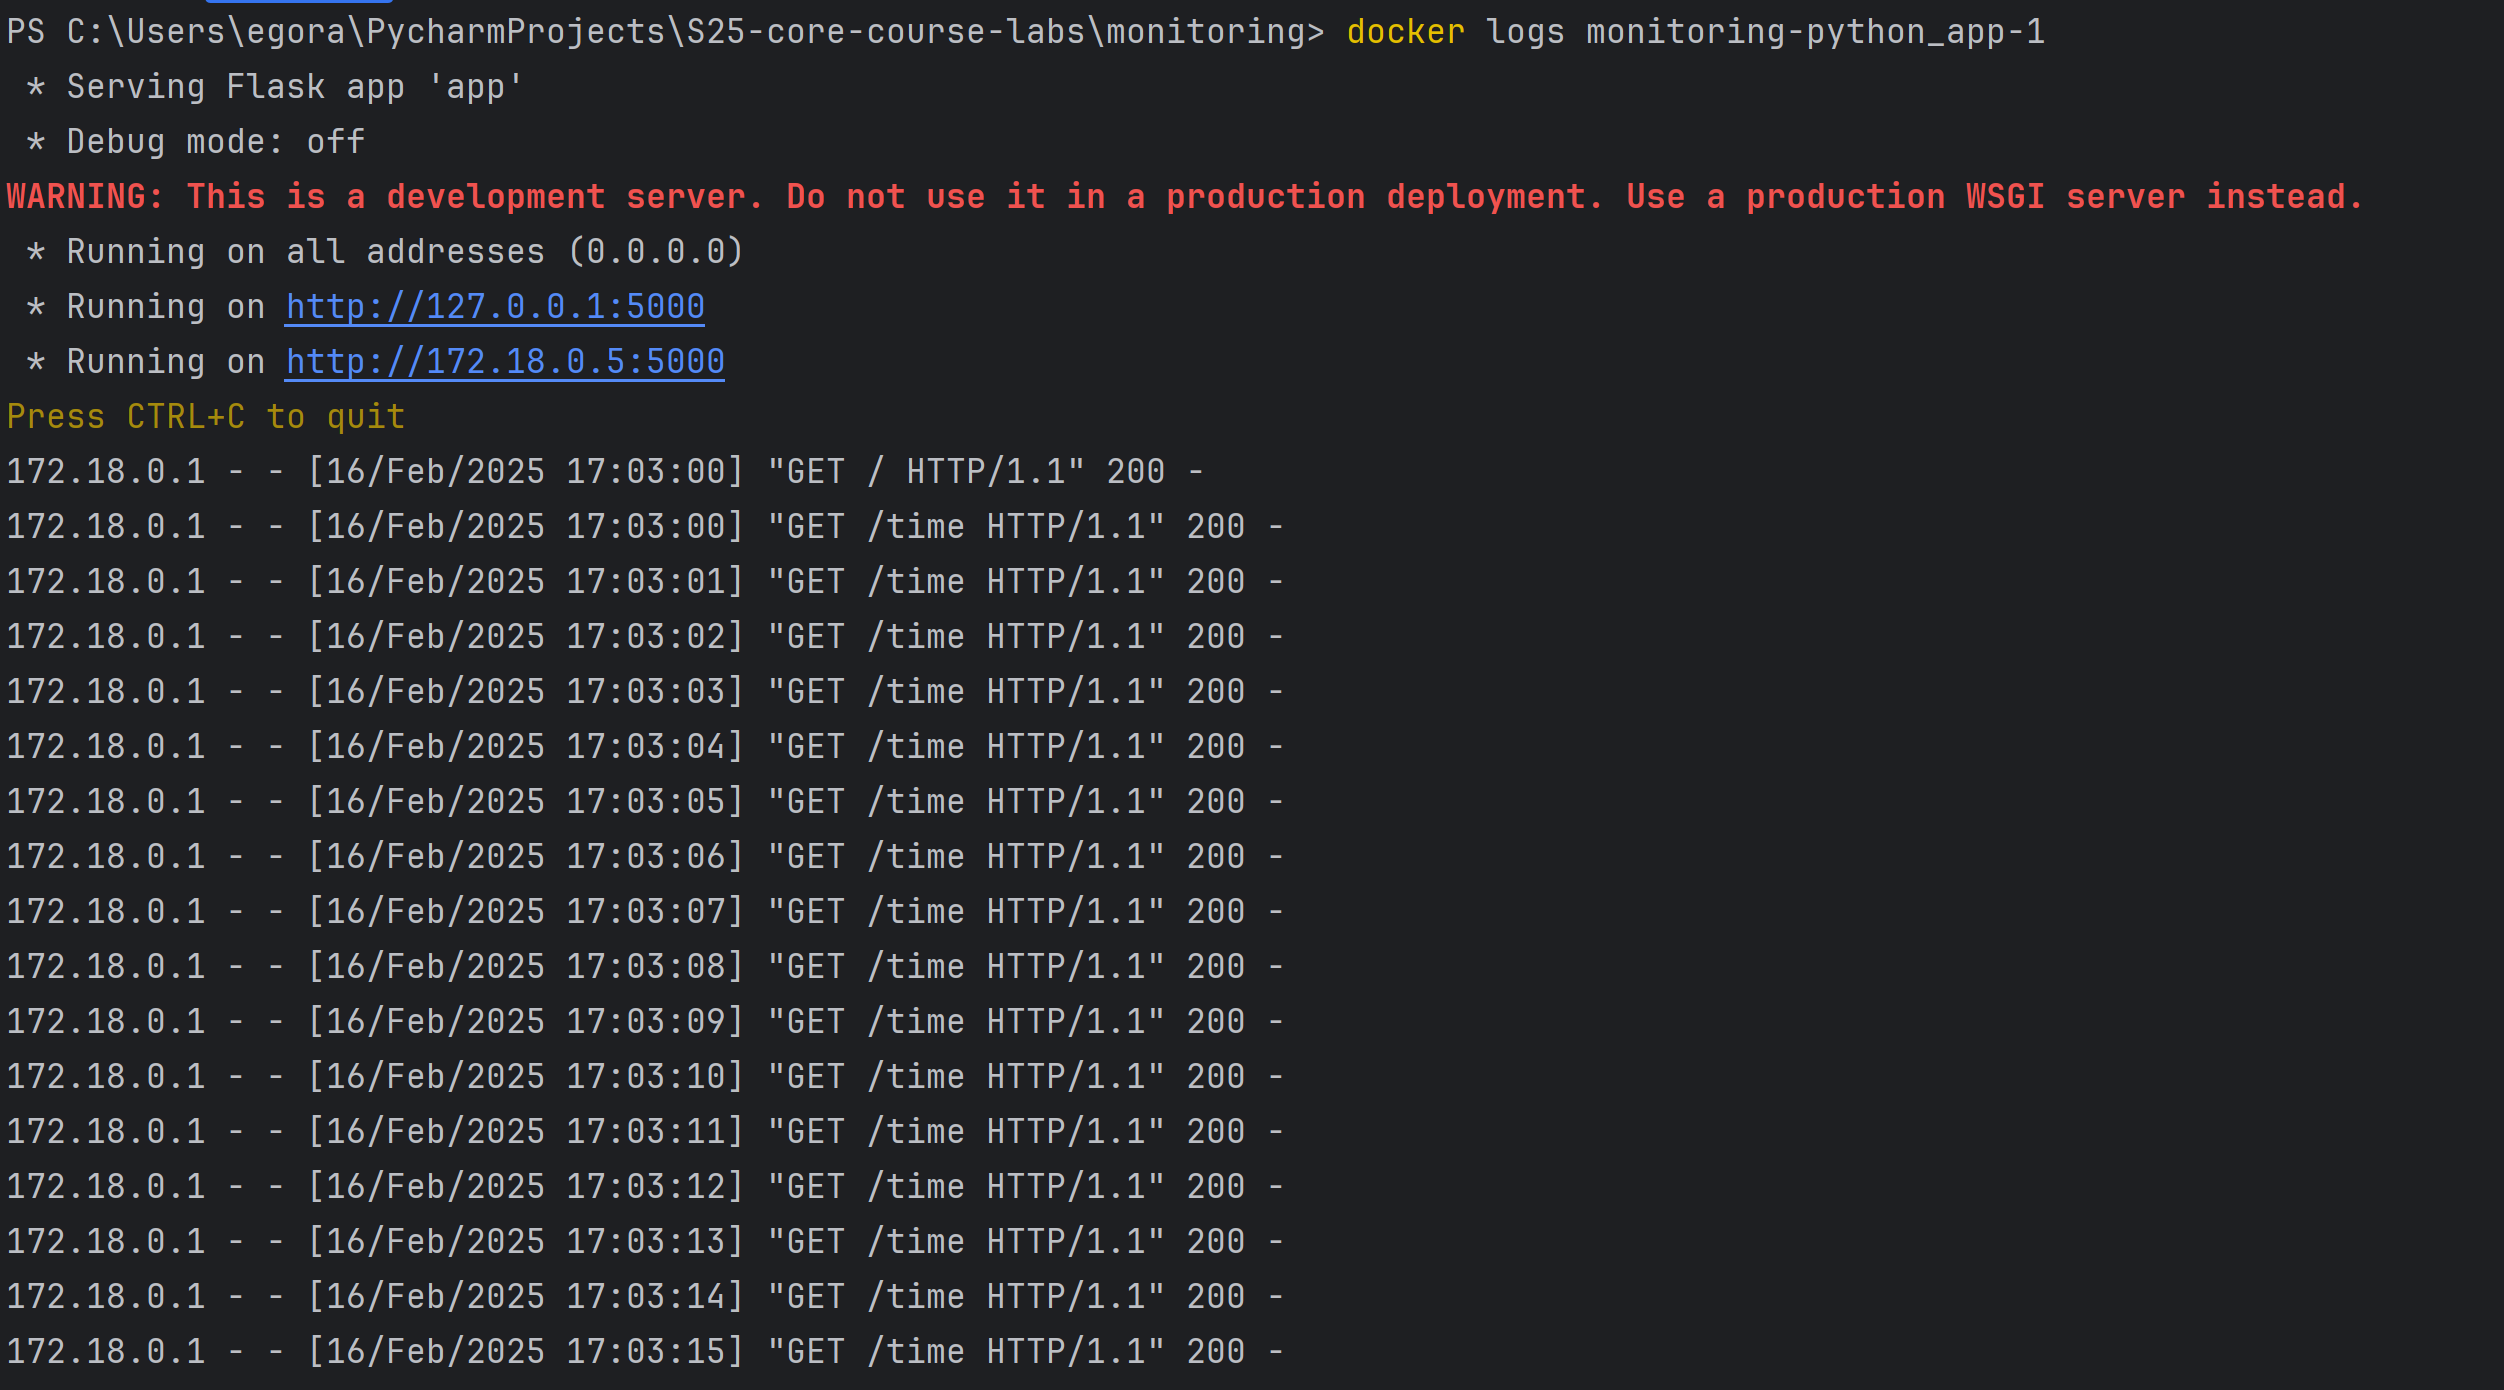 PS C:\Users\egora\PycharmProjects\S25-core-course-labs\monitoring> docker logs monitoring-python_app-1
 * Serving Flask app 'app'
 * Debug mode: off
WARNING: This is a development server. Do not use it in a production deployment. Use a production WSGI server instead.
 * Running on all addresses (0.0.0.0)
 * Running on http://127.0.0.1:5000
 * Running on http://172.18.0.5:5000
Press CTRL+C to quit
172.18.0.1 - - [16/Feb/2025 17:03:00] "GET / HTTP/1.1" 200 -
172.18.0.1 - - [16/Feb/2025 17:03:00] "GET /time HTTP/1.1" 200 -
172.18.0.1 - - [16/Feb/2025 17:03:01] "GET /time HTTP/1.1" 200 -
172.18.0.1 - - [16/Feb/2025 17:03:02] "GET /time HTTP/1.1" 200 -
172.18.0.1 - - [16/Feb/2025 17:03:03] "GET /time HTTP/1.1" 200 -
172.18.0.1 - - [16/Feb/2025 17:03:04] "GET /time HTTP/1.1" 200 -
172.18.0.1 - - [16/Feb/2025 17:03:05] "GET /time HTTP/1.1" 200 -
172.18.0.1 - - [16/Feb/2025 17:03:06] "GET /time HTTP/1.1" 200 -
172.18.0.1 - - [16/Feb/2025 17:03:07] "GET /time HTTP/1.1" 200 -
172.18.0.1 - - [16/Feb/2025 17:03:08] "GET /time HTTP/1.1" 200 -
172.18.0.1 - - [16/Feb/2025 17:03:09] "GET /time HTTP/1.1" 200 -
172.18.0.1 - - [16/Feb/2025 17:03:10] "GET /time HTTP/1.1" 200 -
172.18.0.1 - - [16/Feb/2025 17:03:11] "GET /time HTTP/1.1" 200 -
172.18.0.1 - - [16/Feb/2025 17:03:12] "GET /time HTTP/1.1" 200 -
172.18.0.1 - - [16/Feb/2025 17:03:13] "GET /time HTTP/1.1" 200 -
172.18.0.1 - - [16/Feb/2025 17:03:14] "GET /time HTTP/1.1" 200 -
172.18.0.1 - - [16/Feb/2025 17:03:15] "GET /time HTTP/1.1" 200 -